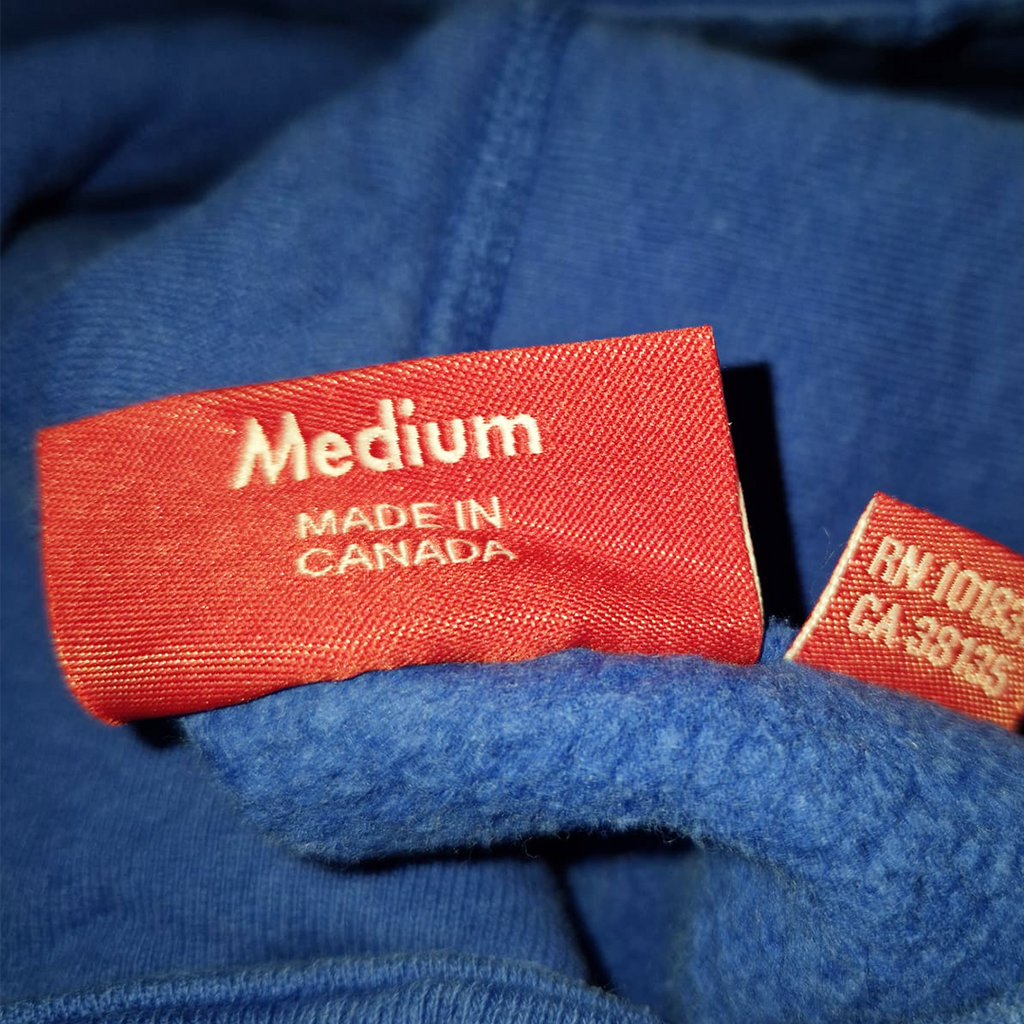 Medium
MADE IN
CANADA
RN 10183
CA 38135